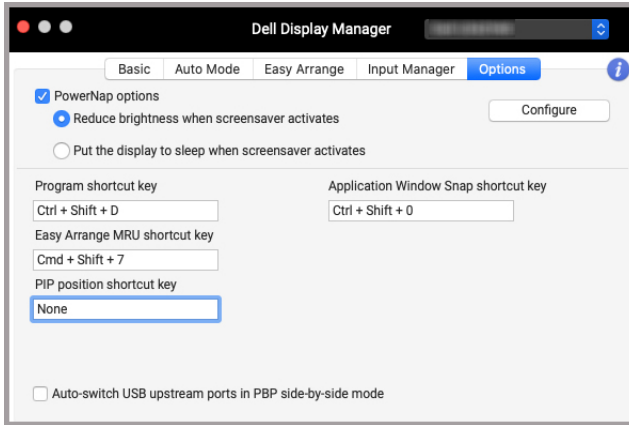 Dell Display Manager
Basic Auto Mode Easy Arrange Input Manager Options i
PowerNap options
Configure
Reduce brightness when screensaver activates
Put the display to sleep when screensaver activates
Program shortcut key
Application Window Snap shortcut key
Ctrl + Shift + D
Ctrl + Shift + 0
Easy Arrange MRU shortcut key
Cmd + Shift + 7
PIP position shortcut key
None
Auto-switch USB upstream ports in PBP side-by-side mode